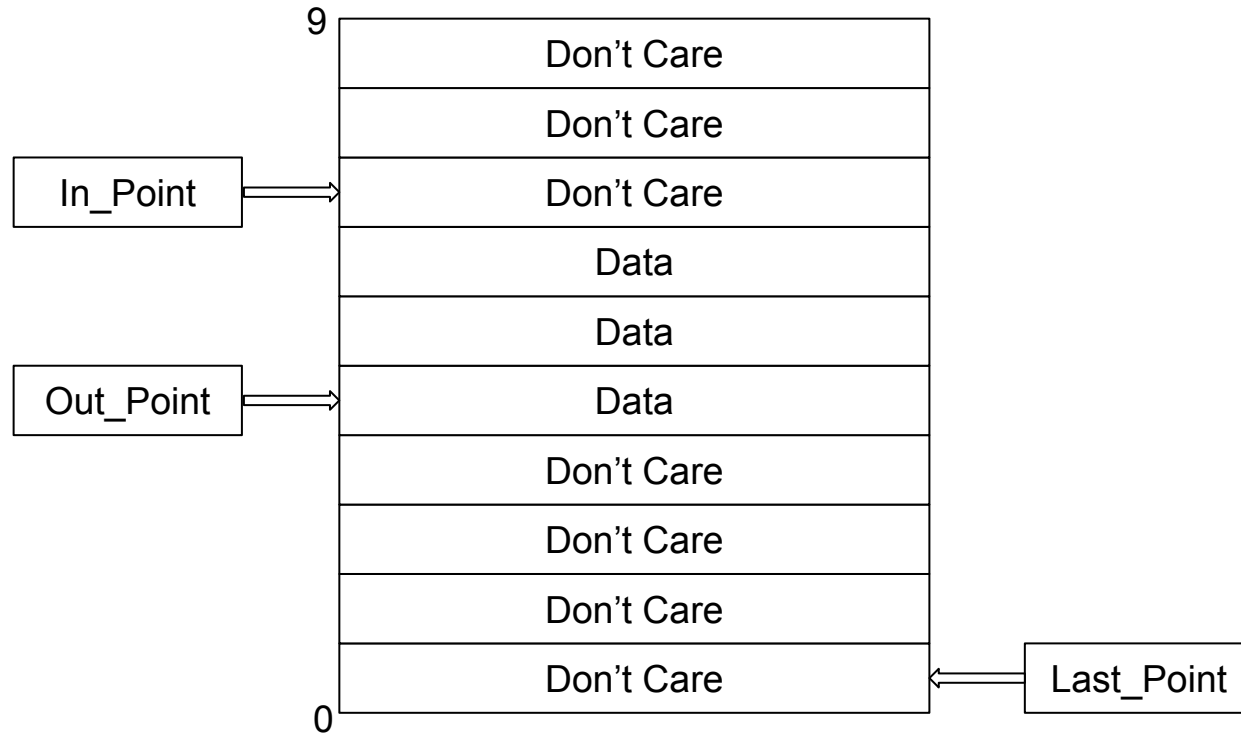 9
Don’t Care
Don’t Care
In_Point
Don’t Care
Data
Data
Out_Point
Data
Don’t Care
Don’t Care
Don’t Care
Don’t Care
Last_Point
0